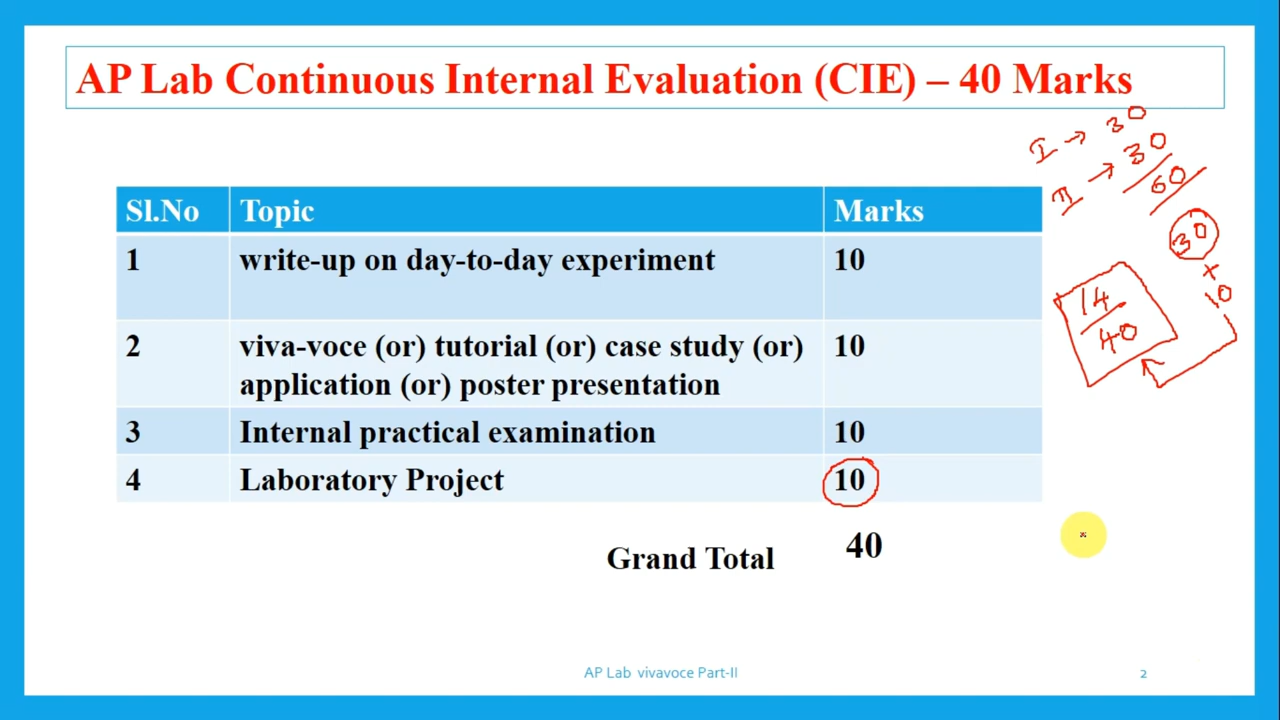 AP Lab Continuous Internal Evaluation (CIE) – 40 Marks
I → 30
II → 30
60
30
+
10
14
40
Sl.No Topic Marks
1 write-up on day-to-day experiment 10
2 viva-voce (or) tutorial (or) case study (or) 10
application (or) poster presentation
3 Internal practical examination 10
4 Laboratory Project 10
Grand Total 40
AP Lab vivavoce Part-II 2